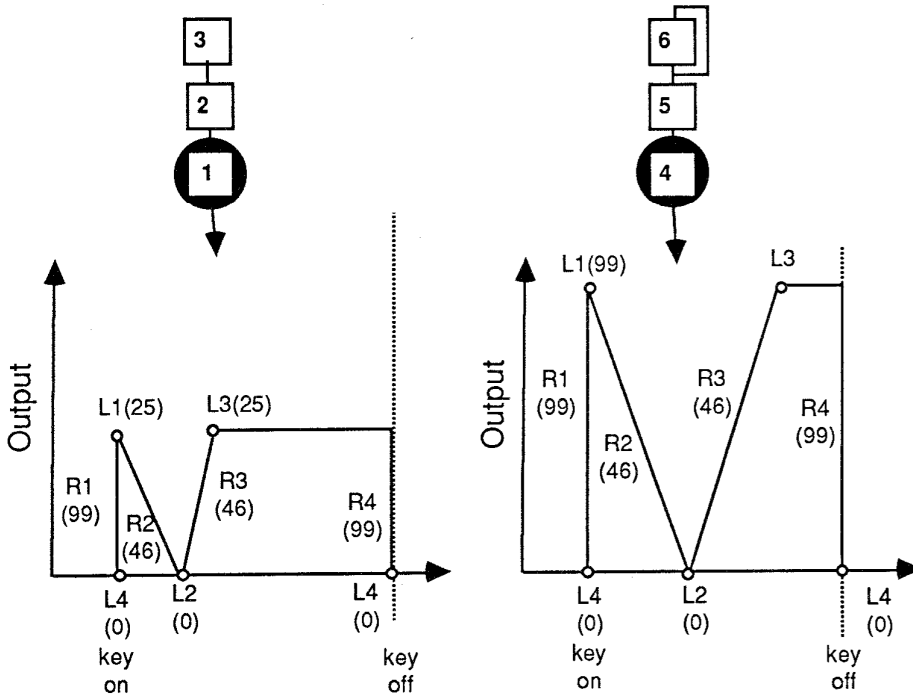 3
2
1
Output
L1(25)
L3(25)
R1
(99)
R2
(46)
R3
(46)
R4
(99)
L4
(0)
key
on
L2
(0)
L4
(0)
key
off
6
5
4
Output
L1(99)
L3
R1
(99)
R2
(46)
R3
(46)
R4
(99)
L4
(0)
key
on
L2
(0)
L4
(0)
key
off